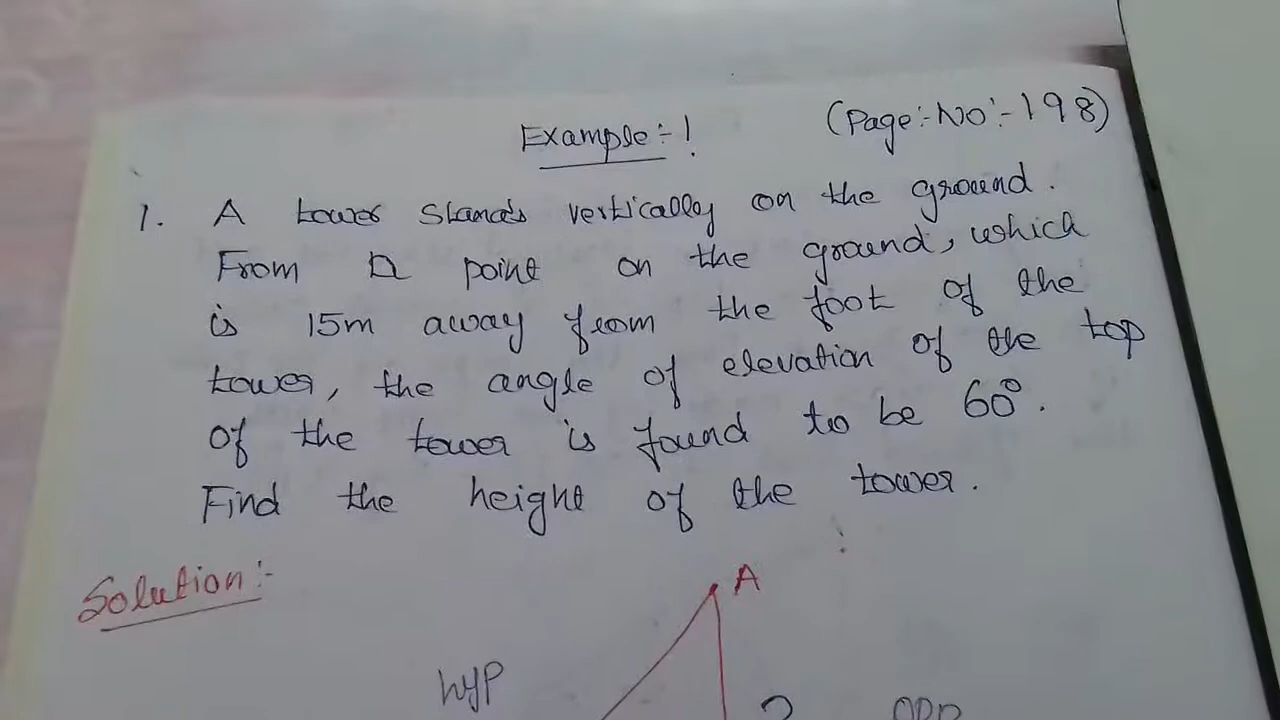 Example:-1
(Page:-No:-198)
1. A tower stands vertically on the ground.
From a point on the ground, which
is 15m away from the foot of the
tower, the angle of elevation of the top
of the tower is found to be 60°.
Find the height of the tower.
Solution:-
A
hyp
?
opp